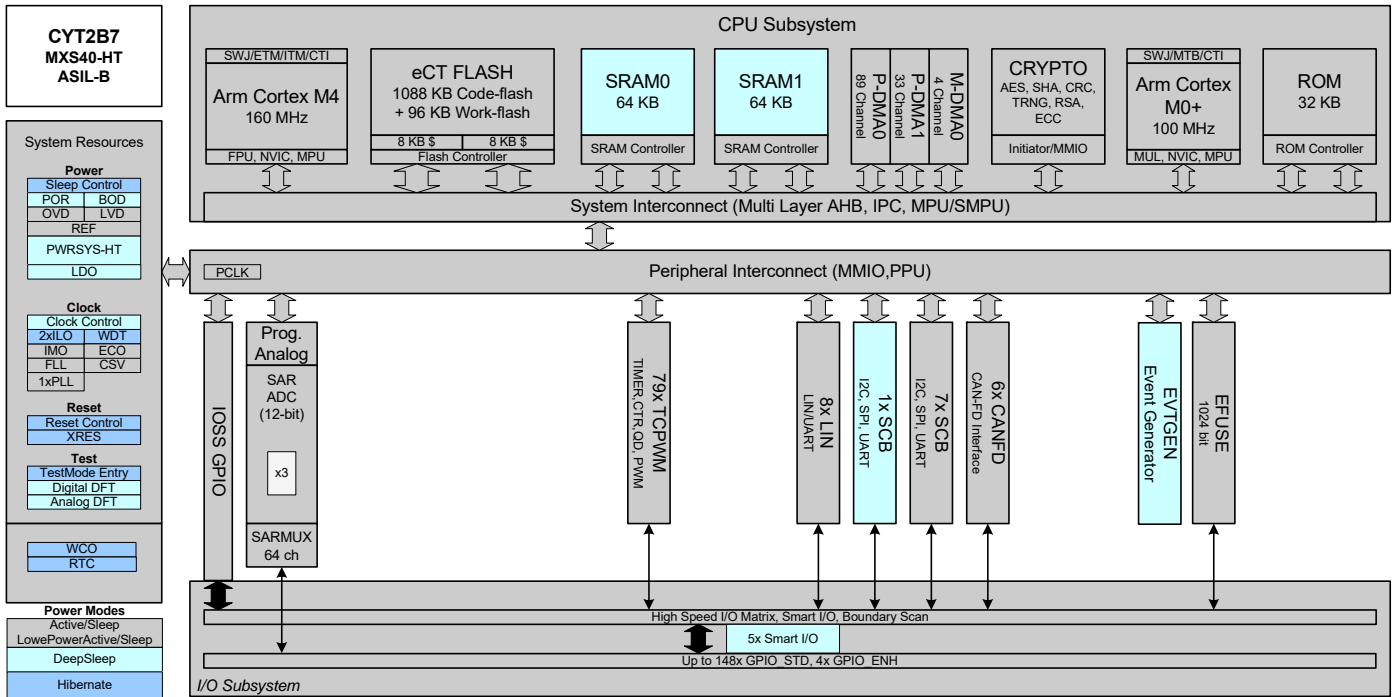 CYT2B7
MXS40-HT
ASIL-B
System Resources
Power
Sleep Control
POR BOD
OVD LVD
REF
PWRSYS-HT
LDO
Clock
Clock Control
2xILO WDT
IMO ECO
FLL CSV
1xPLL
Reset
Reset Control
XRES
Test
TestMode Entry
Digital DFT
Analog DFT
WCO
RTC
Power Modes
Active/Sleep
LowePowerActive/Sleep
DeepSleep
Hibernate
CPU Subsystem
SWJ/ETM/ITM/CTI
Arm Cortex M4
160 MHz
FPU, NVIC, MPU
eCT FLASH
1088 KB Code-flash
+ 96 KB Work-flash
8 KB $ 8 KB $
Flash Controller
SRAM0
64 KB
SRAM Controller
SRAM1
64 KB
SRAM Controller
P-DMA0
89 Channel
P-DMA1
33 Channel
M-DMA0
4 Channel
CRYPTO
AES, SHA, CRC,
TRNG, RSA,
ECC
Initiator/MMIO
SWJ/MTB/CTI
Arm Cortex
M0+
100 MHz
MUL, NVIC, MPU
ROM
32 KB
ROM Controller
System Interconnect (Multi Layer AHB, IPC, MPU/SMPU)
PCLK
Peripheral Interconnect (MMIO,PPU)
IOSS GPIO
Prog.
Analog
SAR
ADC
(12-bit)
x3
SARMUX
64 ch
79x TCPWM
TIMER,CTR,QD, PWM
8x LIN
LIN/UART
1x SCB
I2C, SPI, UART
7x SCB
I2C, SPI, UART
6x CANFD
CAN-FD Interface
EVTGEN
Event Generator
EFUSE
1024 bit
High Speed I/O Matrix, Smart I/O, Boundary Scan
5x Smart I/O
Up to 148x GPIO_STD, 4x GPIO_ENH
I/O Subsystem